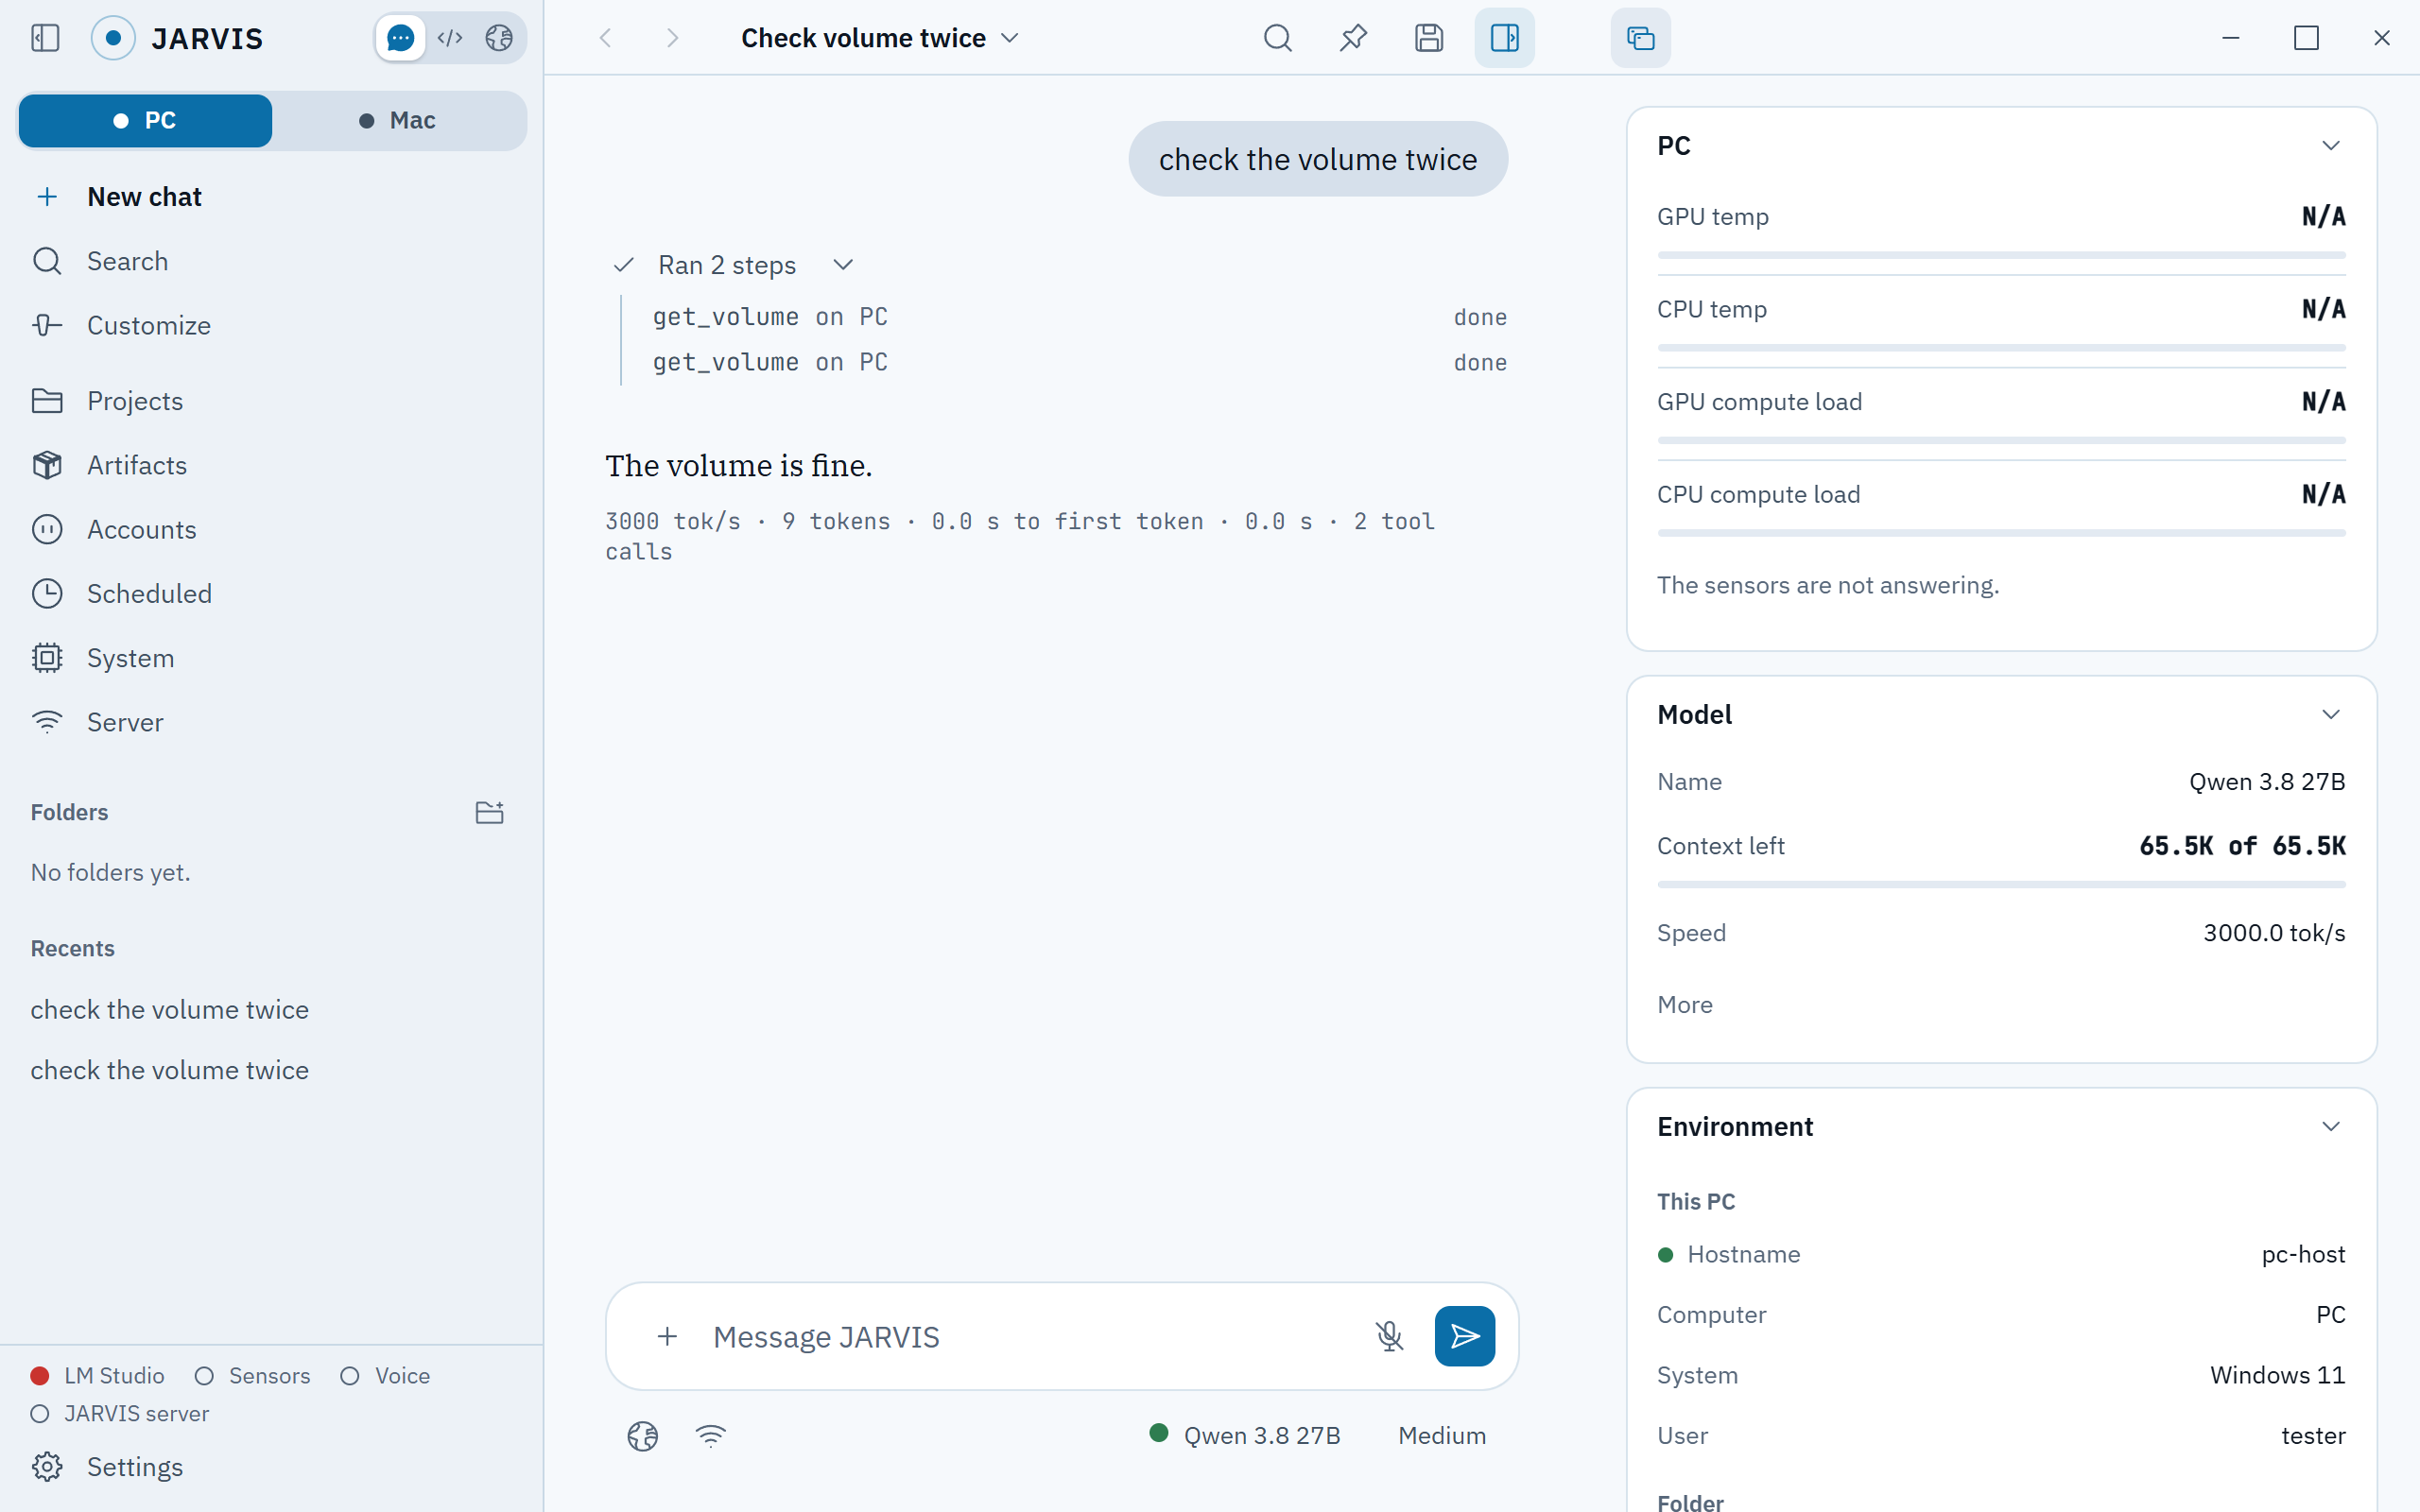 JARVIS
PC
Mac
New chat
Search
Customize
Projects
Artifacts
Accounts
Scheduled
System
Server
Folders
No folders yet.
Recents
check the volume twice
check the volume twice
LM Studio
Sensors
Voice
JARVIS server
Settings
Check volume twice
check the volume twice
Ran 2 steps
get_volume on PC done
get_volume on PC done
The volume is fine.
3000 tok/s · 9 tokens · 0.0 s to first token · 0.0 s · 2 tool
calls
Message JARVIS
Qwen 3.8 27B
Medium
PC
GPU temp N/A
CPU temp N/A
GPU compute load N/A
CPU compute load N/A
The sensors are not answering.
Model
Name Qwen 3.8 27B
Context left 65.5K of 65.5K
Speed 3000.0 tok/s
More
Environment
This PC
Hostname pc-host
Computer PC
System Windows 11
User tester
Folder